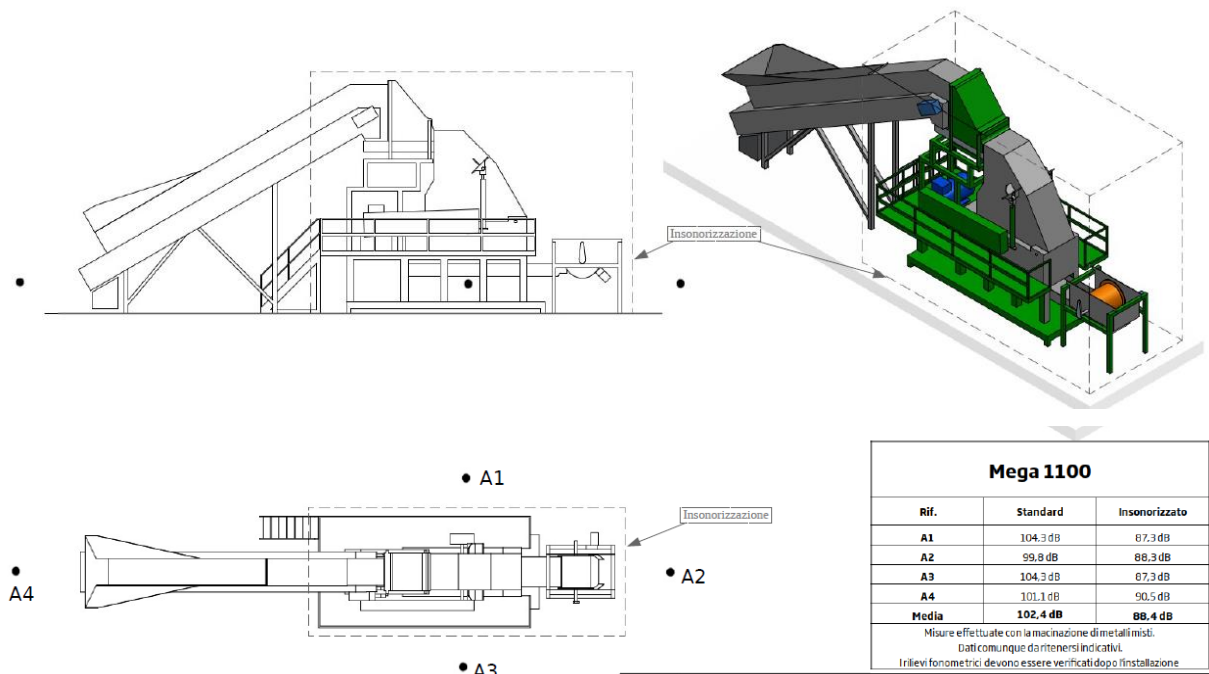 Insonorizzazione
A1
Insonorizzazione
A2
A4
A3
Mega 1100
Rif. Standard Insonorizzato
A1 104,3 dB 87,3 dB
A2 99,8 dB 88,3 dB
A3 104,3 dB 87,3 dB
A4 101,1 dB 90,5 dB
Media 102,4 dB 88,4 dB
Misure effettuate con la macinazione di metalli misti.
Dati comunque da ritenersi indicativi.
I rilievi fonometrici devono essere verificati dopo l'installazione